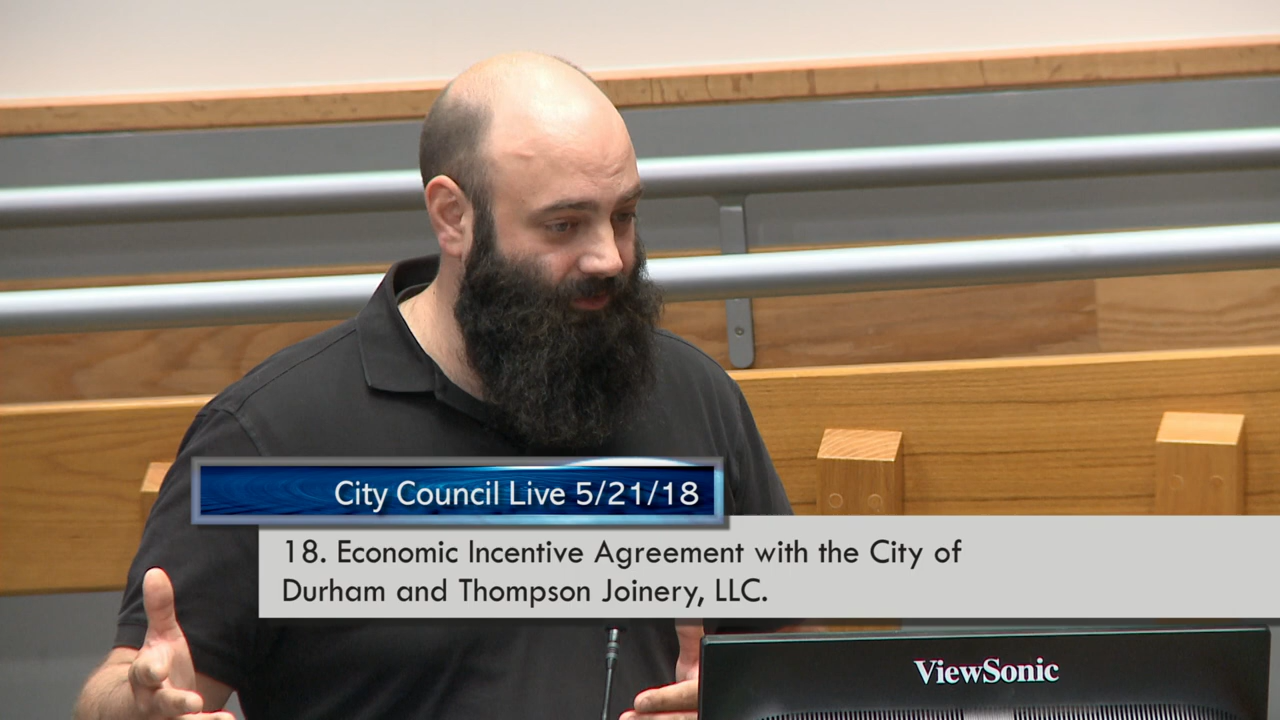 City Council Live 5/21/18
18. Economic Incentive Agreement with the City of
Durham and Thompson Joinery, LLC.
ViewSonic